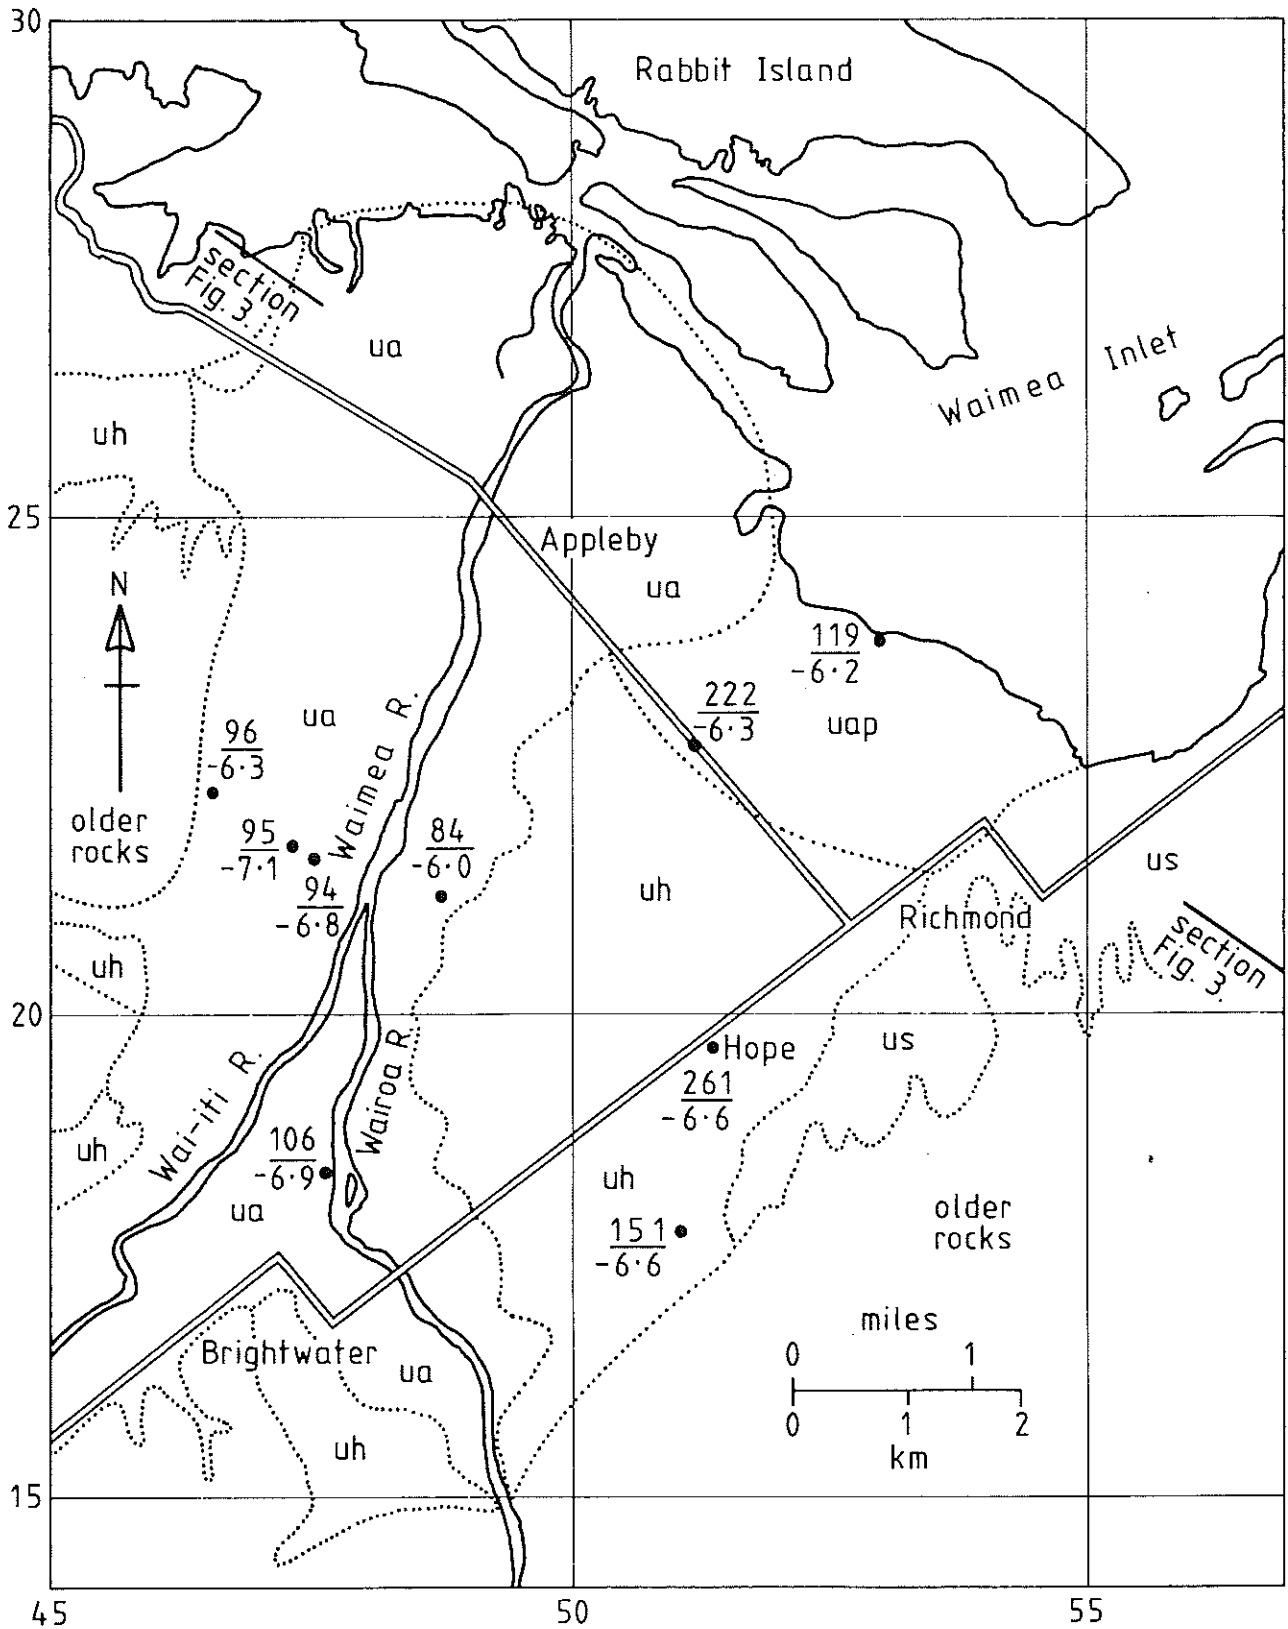 30
Rabbit Island
section
Fig. 3.
ua
Waimea Inlet
uh
25
Appleby
N
ua
119
-6·2
222
-6·3
ua
uap
96
-6·3
Waimea R.
older
rocks
95
-7·1
84
-6·0
94
-6·8
uh
us
Richmond
section
Fig. 3.
uh
20
Wai-iti R.
Wairoa R.
Hope
us
261
-6·6
uh
106
-6·9
uh
ua
older
rocks
151
-6·6
miles
Brightwater
0 1
ua
0 1 2
km
uh
15
45 50 55